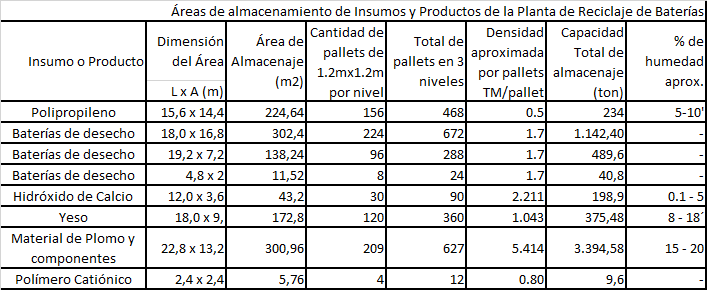 Áreas de almacenamiento de Insumos y Productos de la Planta de Reciclaje de Baterías
Insumo o Producto | Dimensión del Área L x A (m) | Área de Almacenaje (m2) | Cantidad de pallets de 1.2mx1.2m por nivel | Total de pallets en 3 niveles | Densidad aproximada por pallets TM/pallet | Capacidad Total de almacenaje (ton) | % de humedad aprox.
Polipropileno | 15,6 x 14,4 | 224,64 | 156 | 468 | 0.5 | 234 | 5-10'
Baterías de desecho | 18,0 x 16,8 | 302,4 | 224 | 672 | 1.7 | 1.142,40 | -
Baterías de desecho | 19,2 x 7,2 | 138,24 | 96 | 288 | 1.7 | 489,6 | -
Baterías de desecho | 4,8 x 2 | 11,52 | 8 | 24 | 1.7 | 40,8 | -
Hidróxido de Calcio | 12,0 x 3,6 | 43,2 | 30 | 90 | 2.211 | 198,9 | 0.1 - 5
Yeso | 18,0 x 9, | 172,8 | 120 | 360 | 1.043 | 375,48 | 8 - 18´
Material de Plomo y componentes | 22,8 x 13,2 | 300,96 | 209 | 627 | 5.414 | 3.394,58 | 15 - 20
Polímero Catiónico | 2,4 x 2,4 | 5,76 | 4 | 12 | 0.80 | 9,6 | -